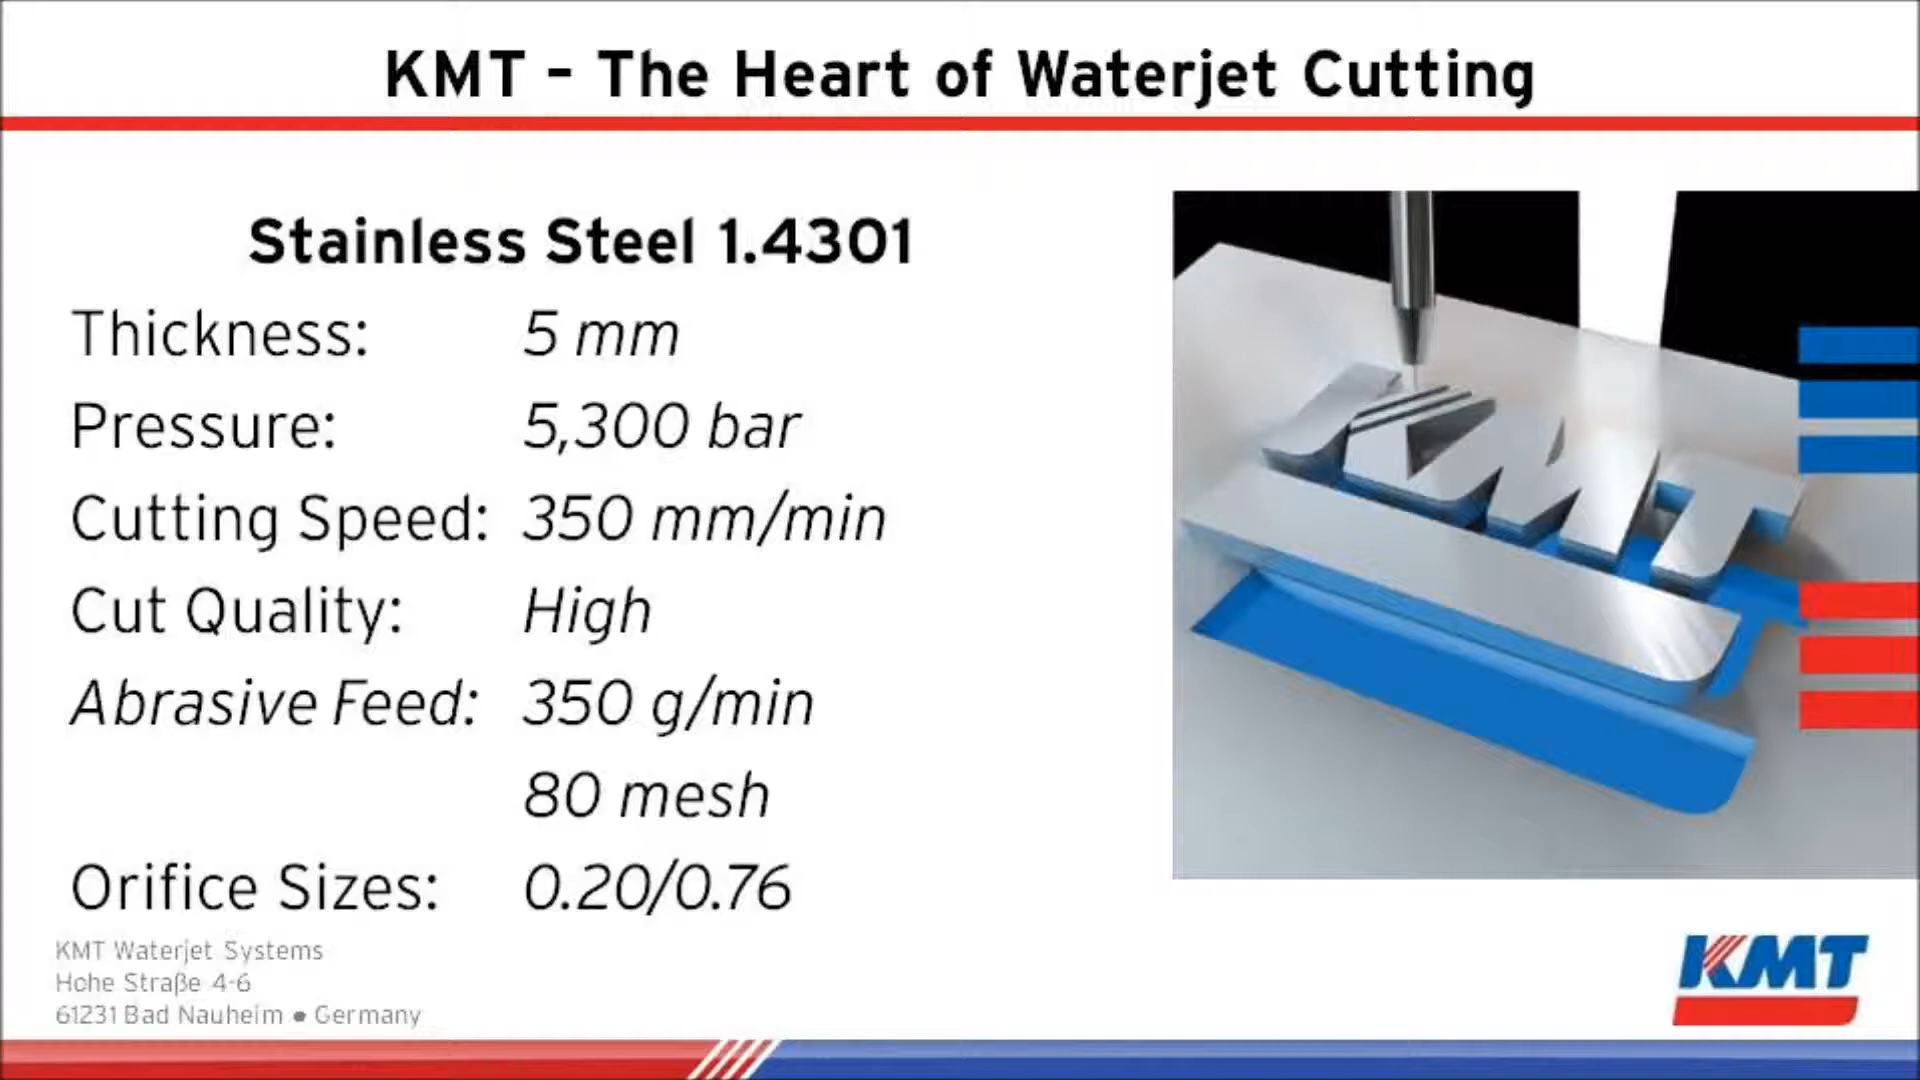 KMT – The Heart of Waterjet Cutting
Stainless Steel 1.4301
Thickness: 5 mm
Pressure: 5,300 bar
Cutting Speed: 350 mm/min
Cut Quality: High
Abrasive Feed: 350 g/min
80 mesh
Orifice Sizes: 0.20/0.76
KMT Waterjet Systems
Hohe Straße 4-6
61231 Bad Nauheim ● Germany
KMT
KMT